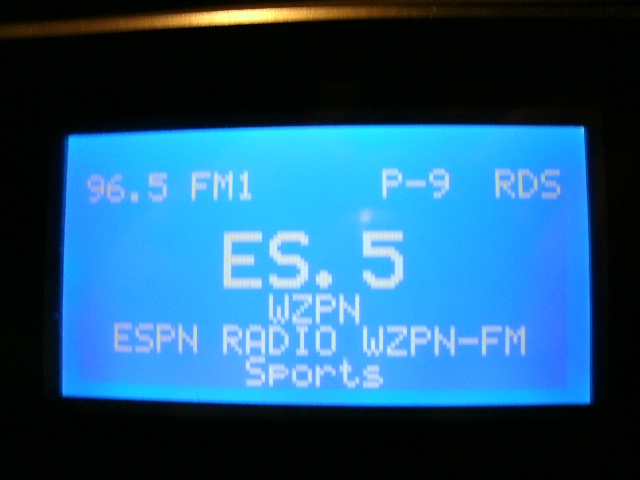 96.5 FM1 P-9 RDS
ES. 5
WZPN
ESPN RADIO WZPN-FM
Sports